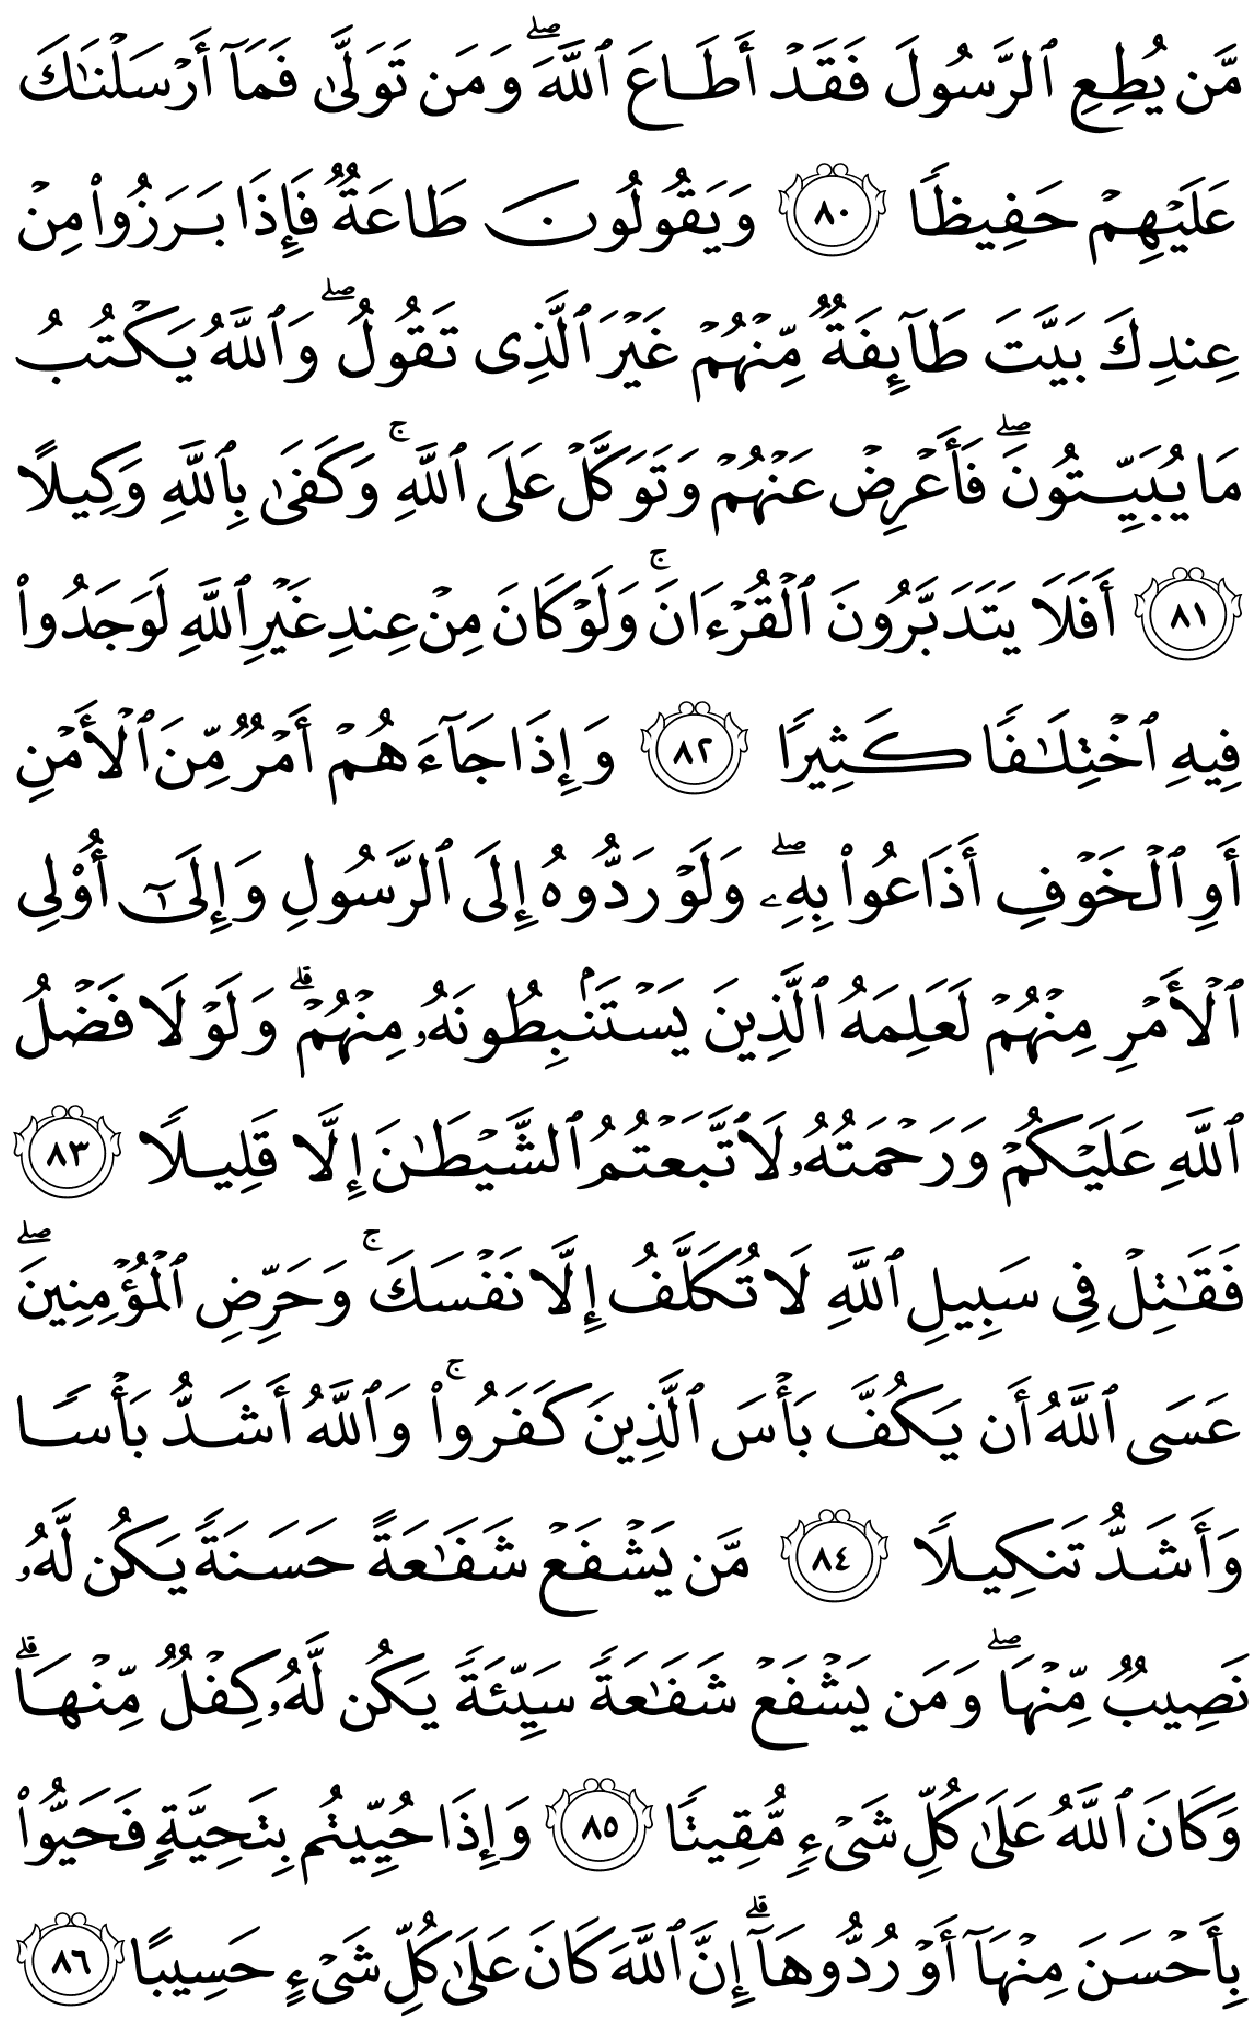 مَّن يُطِعِ ٱلرَّسُولَ فَقَدۡ أَطَاعَ ٱللَّهَۖ وَمَن تَوَلَّىٰ فَمَآ أَرۡسَلۡنَٰكَ
عَلَيۡهِمۡ حَفِيظٗا ٨٠ وَيَقُولُونَ طَاعَةٞ فَإِذَا بَرَزُواْ مِنۡ
عِندِكَ بَيَّتَ طَآئِفَةٞ مِّنۡهُمۡ غَيۡرَ ٱلَّذِي تَقُولُۖ وَٱللَّهُ يَكۡتُبُ
مَا يُبَيِّتُونَۖ فَأَعۡرِضۡ عَنۡهُمۡ وَتَوَكَّلۡ عَلَى ٱللَّهِۚ وَكَفَىٰ بِٱللَّهِ وَكِيلًا
٨١ أَفَلَا يَتَدَبَّرُونَ ٱلۡقُرۡءَانَۚ وَلَوۡ كَانَ مِنۡ عِندِ غَيۡرِ ٱللَّهِ لَوَجَدُواْ
فِيهِ ٱخۡتِلَٰفٗا كَثِيرٗا ٨٢ وَإِذَا جَآءَهُمۡ أَمۡرٞ مِّنَ ٱلۡأَمۡنِ
أَوِ ٱلۡخَوۡفِ أَذَاعُواْ بِهِۦۖ وَلَوۡ رَدُّوهُ إِلَى ٱلرَّسُولِ وَإِلَىٰٓ أُوْلِي
ٱلۡأَمۡرِ مِنۡهُمۡ لَعَلِمَهُ ٱلَّذِينَ يَسۡتَنۢبِطُونَهُۥ مِنۡهُمۡۗ وَلَوۡلَا فَضۡلُ
ٱللَّهِ عَلَيۡكُمۡ وَرَحۡمَتُهُۥ لَٱتَّبَعۡتُمُ ٱلشَّيۡطَٰنَ إِلَّا قَلِيلٗا ٨٣
فَقَٰتِلۡ فِي سَبِيلِ ٱللَّهِ لَا تُكَلَّفُ إِلَّا نَفۡسَكَۚ وَحَرِّضِ ٱلۡمُؤۡمِنِينَۖ
عَسَى ٱللَّهُ أَن يَكُفَّ بَأۡسَ ٱلَّذِينَ كَفَرُواْۚ وَٱللَّهُ أَشَدُّ بَأۡسٗا
وَأَشَدُّ تَنكِيلٗا ٨٤ مَّن يَشۡفَعۡ شَفَٰعَةً حَسَنَةٗ يَكُن لَّهُۥ
نَصِيبٞ مِّنۡهَاۖ وَمَن يَشۡفَعۡ شَفَٰعَةٗ سَيِّئَةٗ يَكُن لَّهُۥ كِفۡلٞ مِّنۡهَاۗ
وَكَانَ ٱللَّهُ عَلَىٰ كُلِّ شَيۡءٖ مُّقِيتٗا ٨٥ وَإِذَا حُيِّيتُم بِتَحِيَّةٖ فَحَيُّواْ
بِأَحۡسَنَ مِنۡهَآ أَوۡ رُدُّوهَآۗ إِنَّ ٱللَّهَ كَانَ عَلَىٰ كُلِّ شَيۡءٍ حَسِيبًا ٨٦